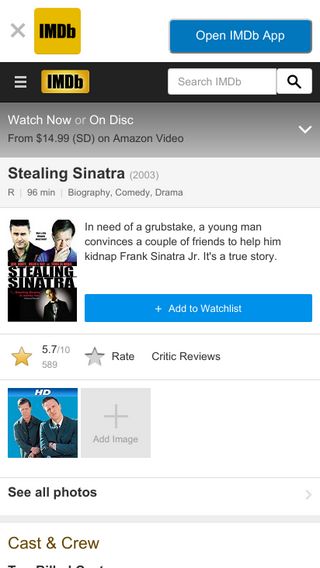 IMDb
Open IMDb App
IMDb
Search IMDb
Watch Now or On Disc
From $14.99 (SD) on Amazon Video
Stealing Sinatra (2003)
R | 96 min | Biography, Comedy, Drama
STEALING
SINATRA
In need of a grubstake, a young man
convinces a couple of friends to help him
kidnap Frank Sinatra Jr. It's a true story.
+ Add to Watchlist
5.7/10
589
Rate
Critic Reviews
HD
Add Image
See all photos
Cast & Crew